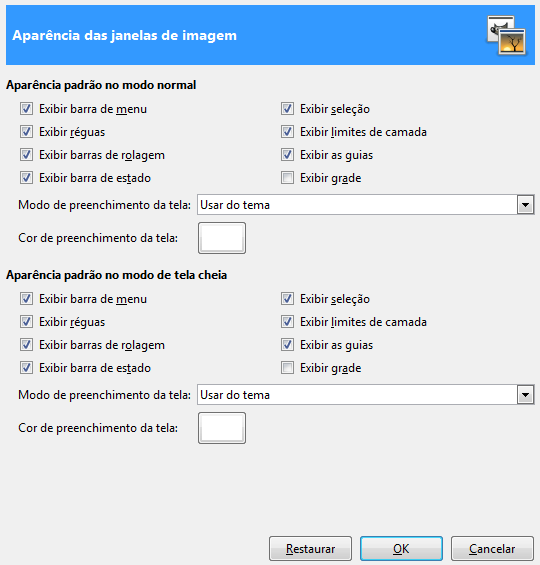 Aparência das janelas de imagem
Aparência padrão no modo normal
Exibir barra de menu
Exibir seleção
Exibir réguas
Exibir limites de camada
Exibir barras de rolagem
Exibir as guias
Exibir barra de estado
Exibir grade
Modo de preenchimento da tela: Usar do tema
Cor de preenchimento da tela:
Aparência padrão no modo de tela cheia
Exibir barra de menu
Exibir seleção
Exibir réguas
Exibir limites de camada
Exibir barras de rolagem
Exibir as guias
Exibir barra de estado
Exibir grade
Modo de preenchimento da tela: Usar do tema
Cor de preenchimento da tela:
Restaurar
OK
Cancelar